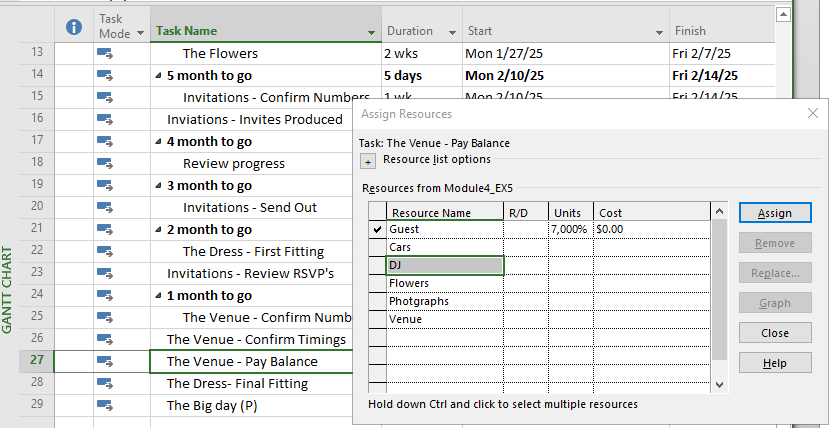 Task Mode Task Name Duration Start Finish
13 The Flowers 2 wks Mon 1/27/25 Fri 2/7/25
14 5 month to go 5 days Mon 2/10/25 Fri 2/14/25
15 Invitations - Confirm Numbers 1 wk Mon 2/10/25 Fri 2/14/25
16 Inviations - Invites Produced
17 4 month to go
18 Review progress
19 3 month to go
20 Invitations - Send Out
21 2 month to go
22 The Dress - First Fitting
23 Invitations - Review RSVP's
24 1 month to go
25 The Venue - Confirm Numb
26 The Venue - Confirm Timings
27 The Venue - Pay Balance
28 The Dress- Final Fitting
29 The Big day (P)
GANTT CHART
Assign Resources
Task: The Venue - Pay Balance
+ Resource list options
Resources from Module4_EX5
Resource Name R/D Units Cost
Guest 7,000% $0.00
Cars
DJ
Flowers
Photgraphs
Venue
Assign
Remove
Replace...
Graph
Close
Help
Hold down Ctrl and click to select multiple resources